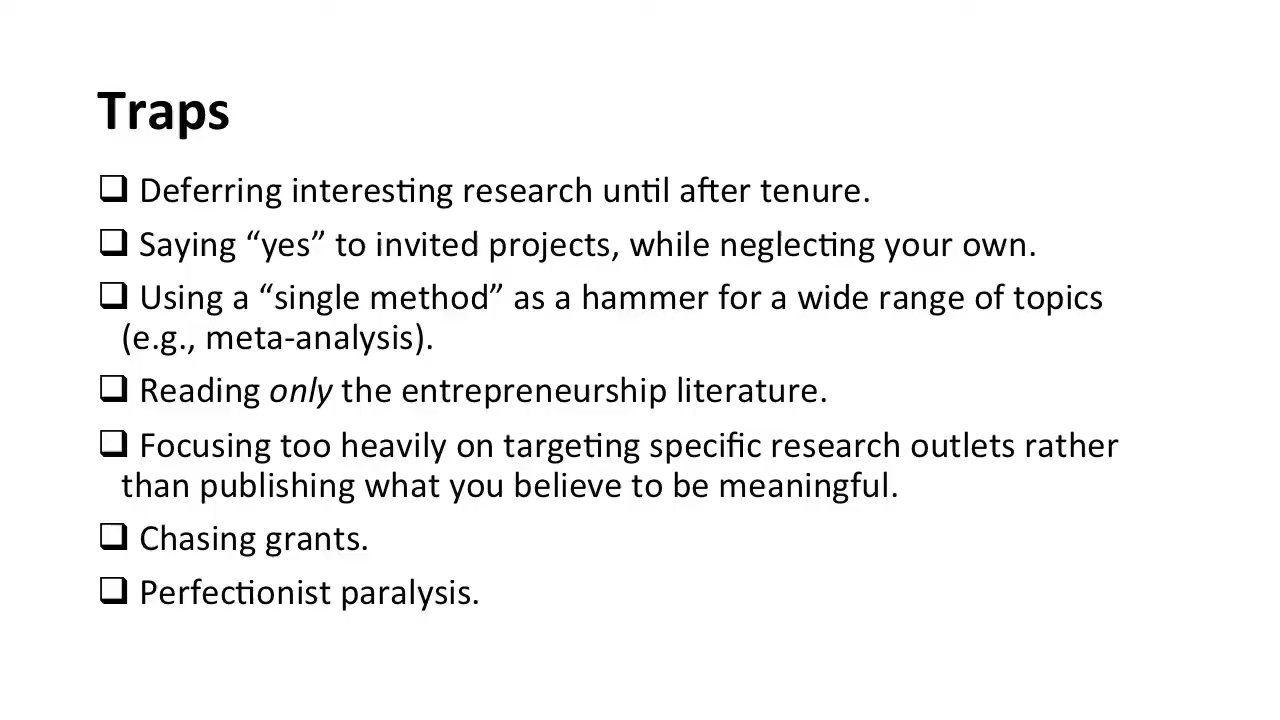 Traps
❑ Deferring interesting research until after tenure.
❑ Saying “yes” to invited projects, while neglecting your own.
❑ Using a “single method” as a hammer for a wide range of topics
(e.g., meta-analysis).
❑ Reading only the entrepreneurship literature.
❑ Focusing too heavily on targeting specific research outlets rather
than publishing what you believe to be meaningful.
❑ Chasing grants.
❑ Perfectionist paralysis.